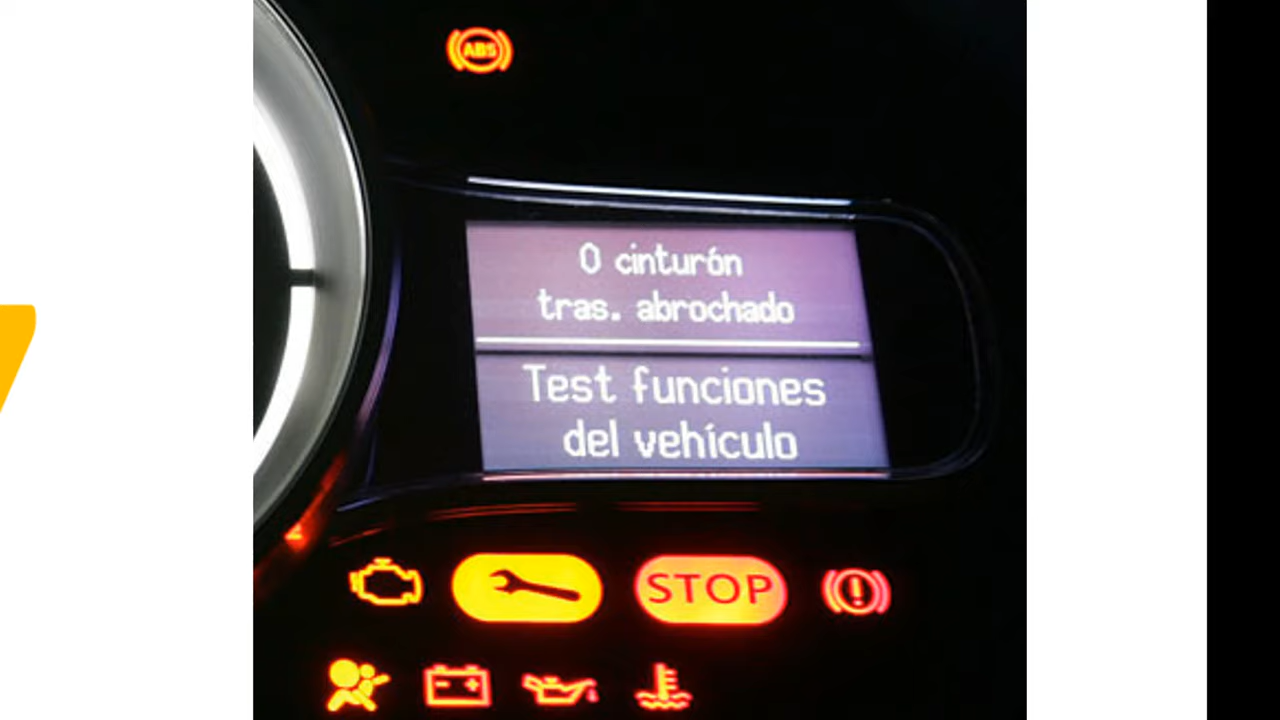 ABS
0 cinturón
tras. abrochado
Test funciones
del vehículo
STOP